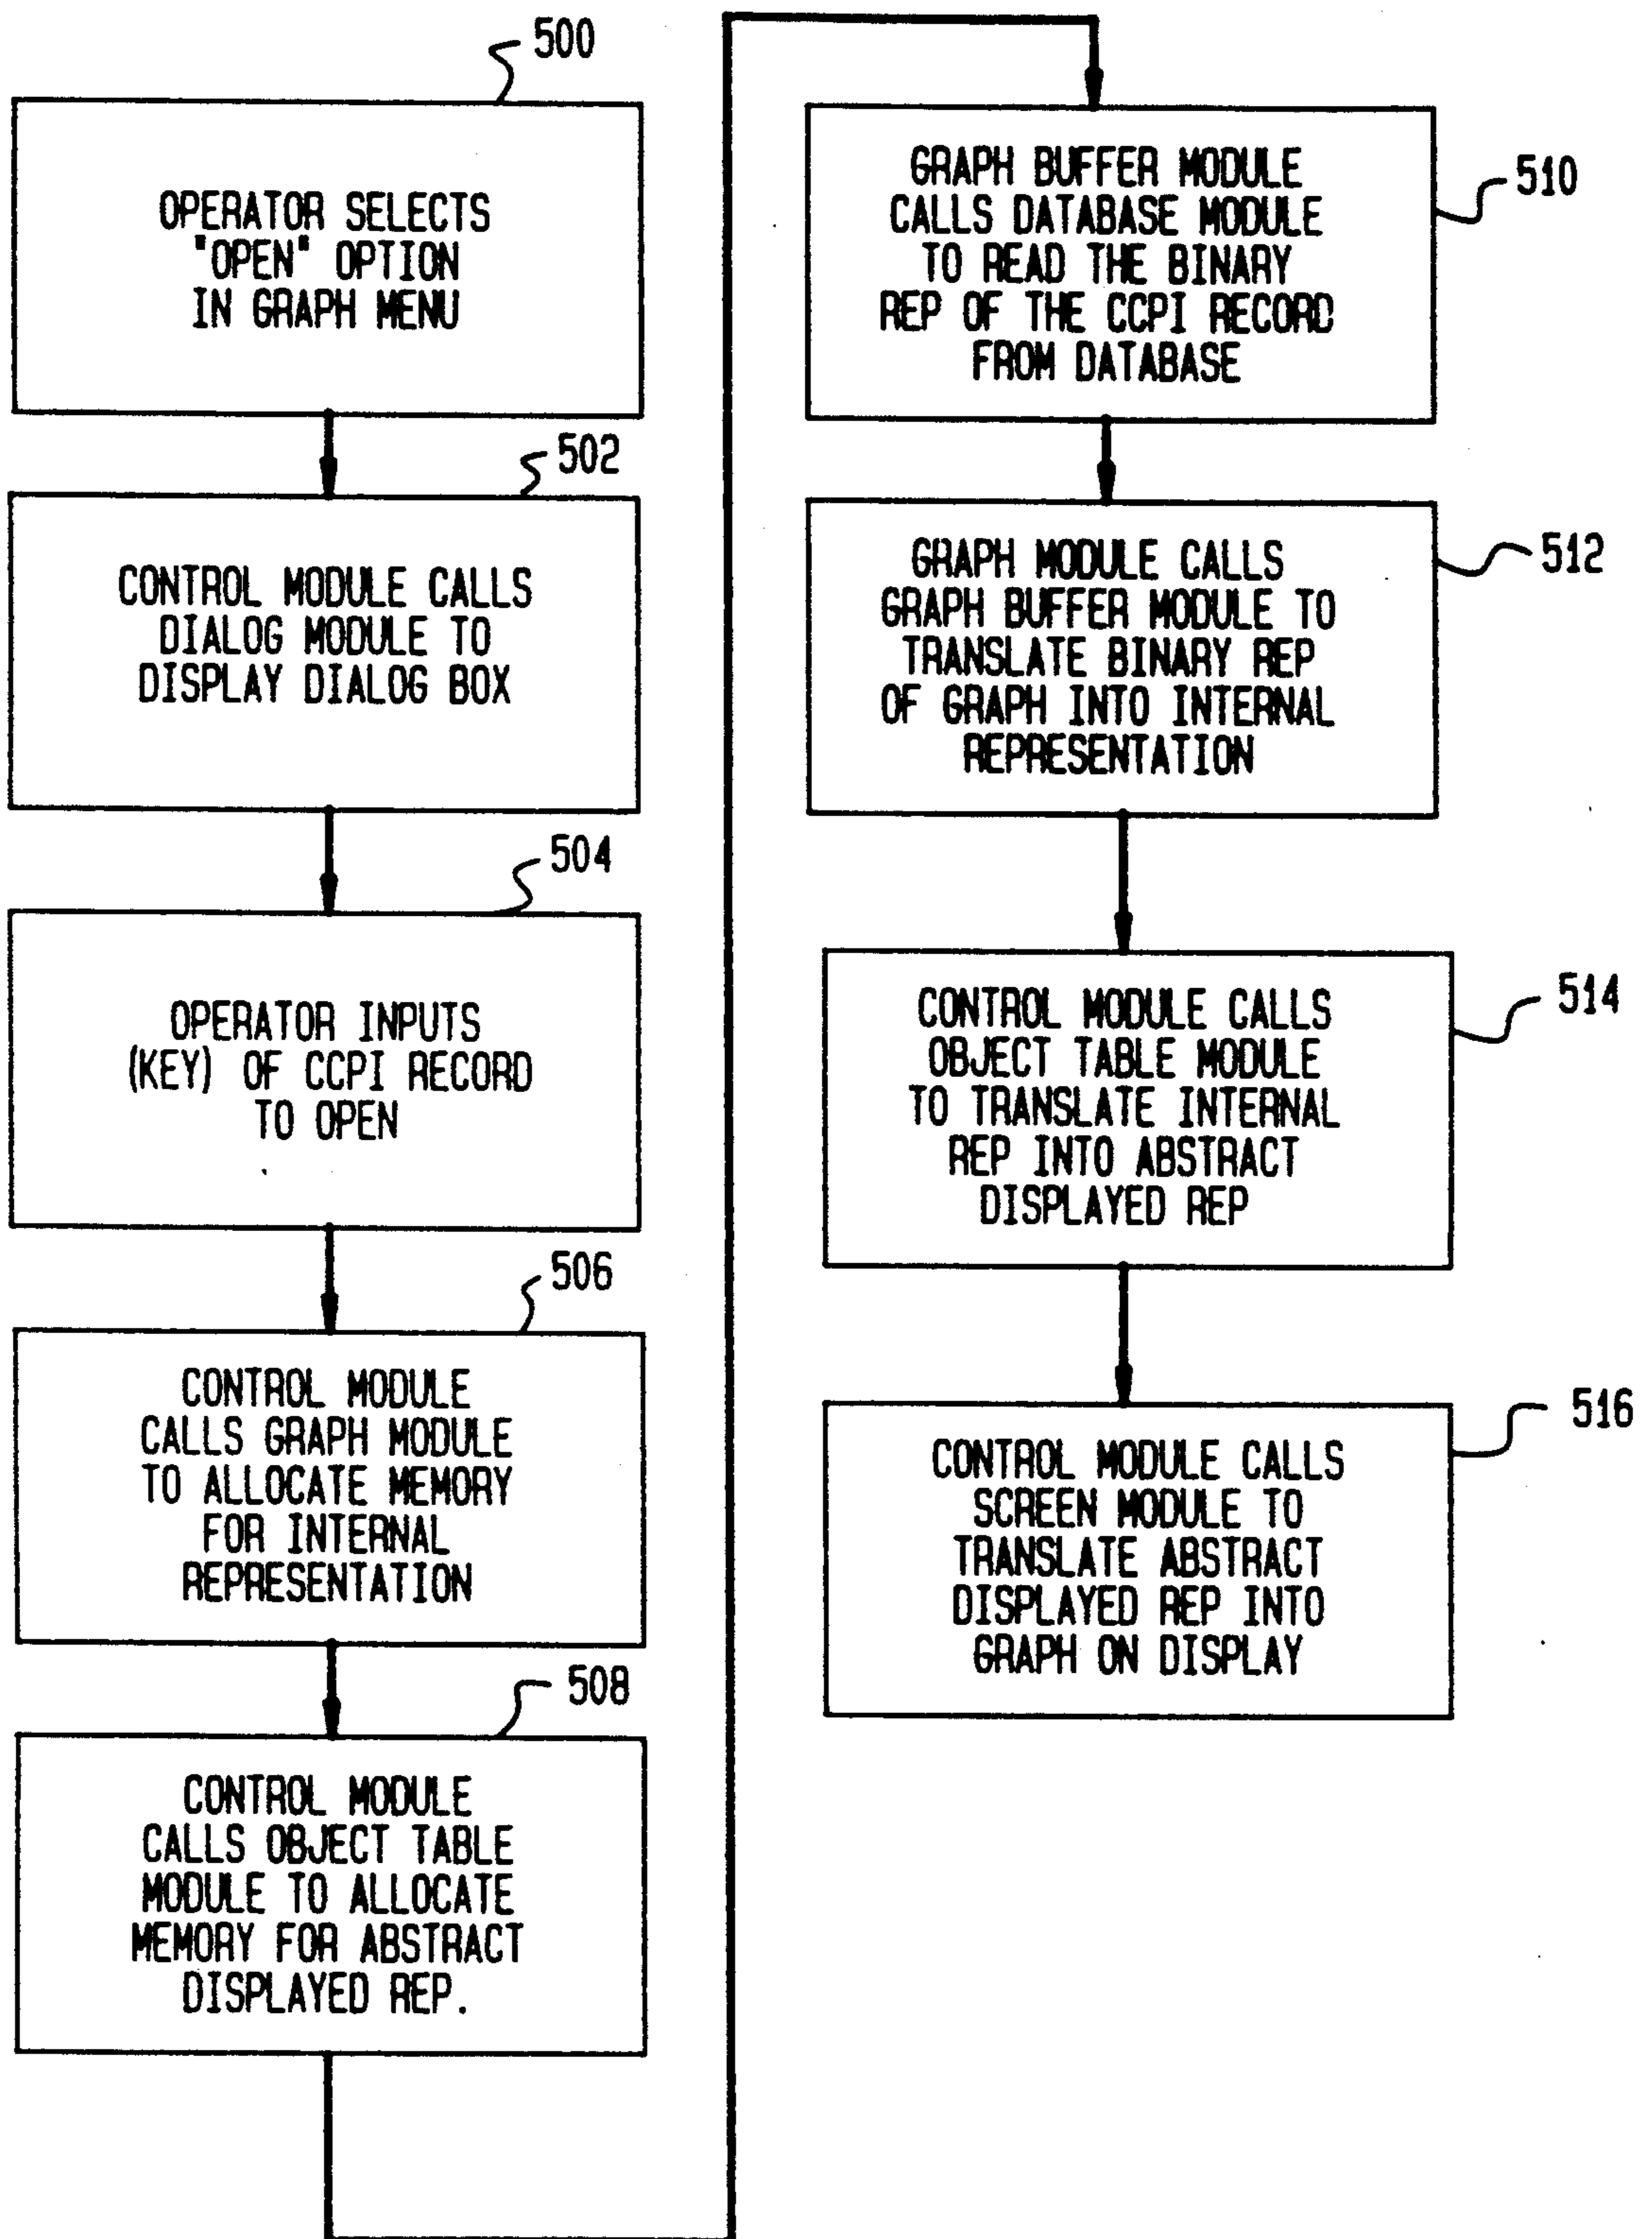 500
OPERATOR SELECTS
"OPEN" OPTION
IN GRAPH MENU
502
CONTROL MODULE CALLS
DIALOG MODULE TO
DISPLAY DIALOG BOX
504
OPERATOR INPUTS
(KEY) OF CCPI RECORD
TO OPEN
506
CONTROL MODULE
CALLS GRAPH MODULE
TO ALLOCATE MEMORY
FOR INTERNAL
REPRESENTATION
508
CONTROL MODULE
CALLS OBJECT TABLE
MODULE TO ALLOCATE
MEMORY FOR ABSTRACT
DISPLAYED REP.
510
GRAPH BUFFER MODULE
CALLS DATABASE MODULE
TO READ THE BINARY
REP OF THE CCPI RECORD
FROM DATABASE
512
GRAPH MODULE CALLS
GRAPH BUFFER MODULE TO
TRANSLATE BINARY REP
OF GRAPH INTO INTERNAL
REPRESENTATION
514
CONTROL MODULE CALLS
OBJECT TABLE MODULE
TO TRANSLATE INTERNAL
REP INTO ABSTRACT
DISPLAYED REP
516
CONTROL MODULE CALLS
SCREEN MODULE TO
TRANSLATE ABSTRACT
DISPLAYED REP INTO
GRAPH ON DISPLAY